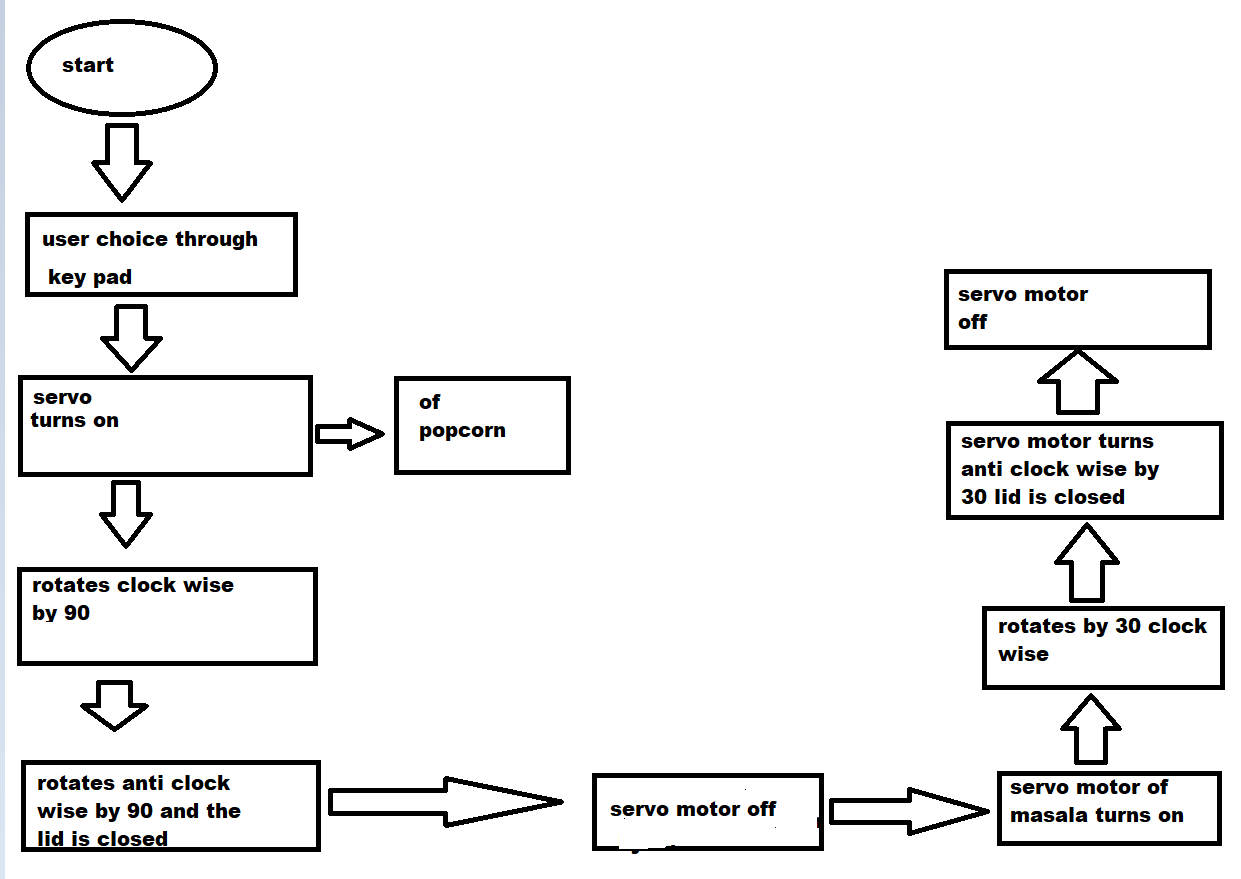 start
user choice through
key pad
servo
turns on
of
popcorn
rotates clock wise
by 90
rotates anti clock
wise by 90 and the
lid is closed
servo motor off
servo motor of
masala turns on
rotates by 30 clock
wise
servo motor turns
anti clock wise by
30 lid is closed
servo motor
off